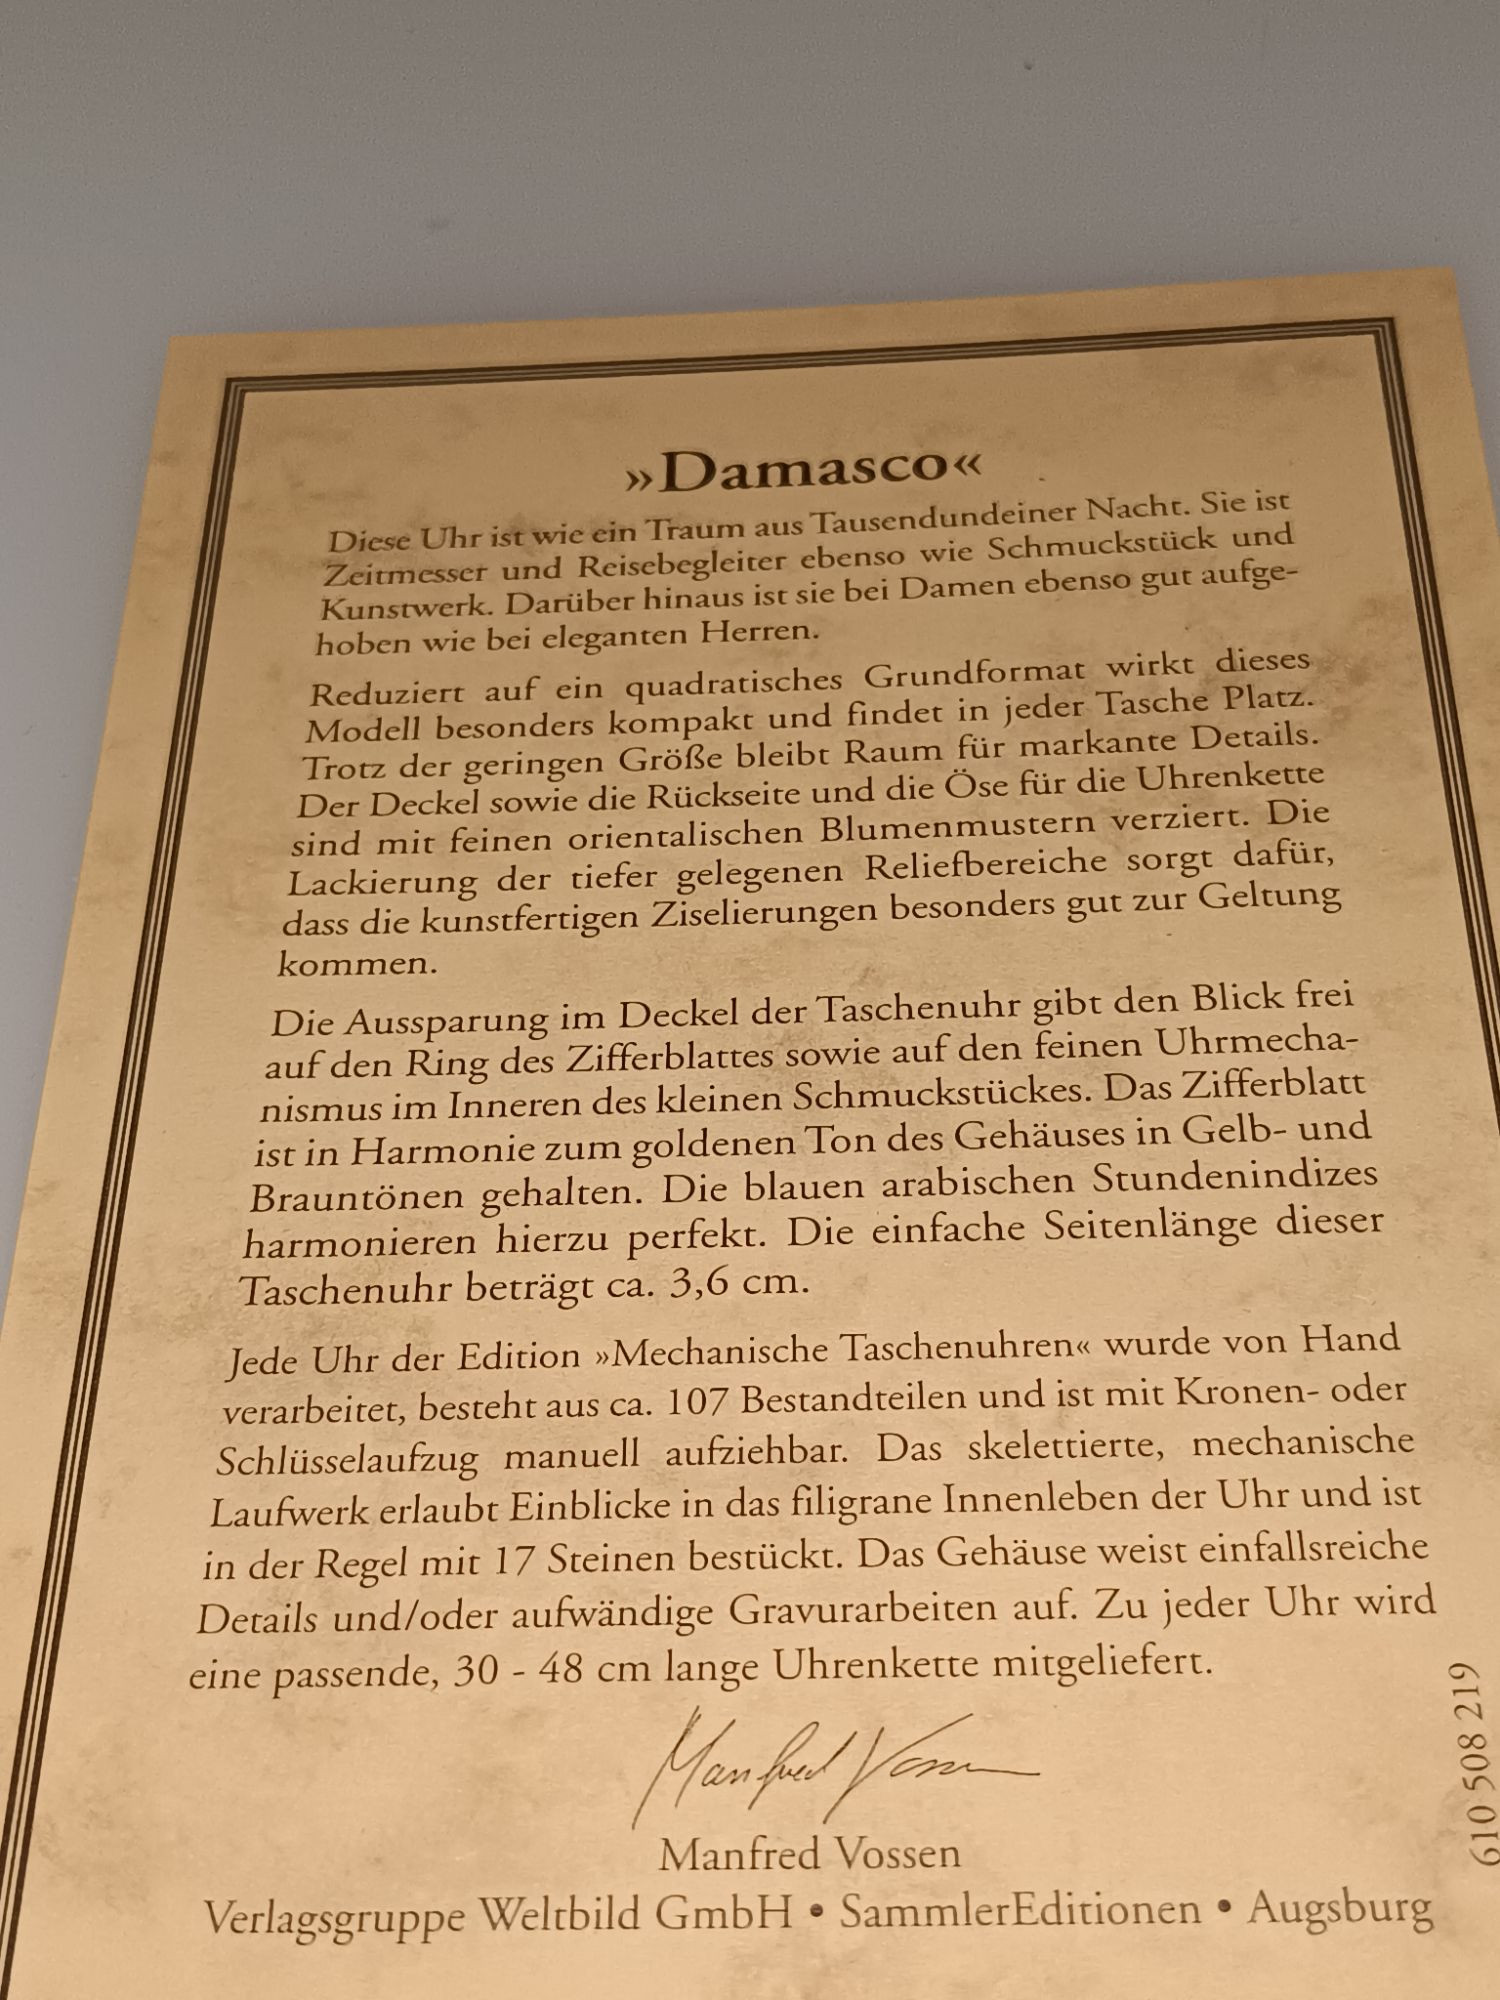 »Damasco«
Diese Uhr ist wie ein Traum aus Tausendundeiner Nacht. Sie ist
Zeitmesser und Reisebegleiter ebenso wie Schmuckstück und
Kunstwerk. Darüber hinaus ist sie bei Damen ebenso gut aufge-
hoben wie bei eleganten Herren.
Reduziert auf ein quadratisches Grundformat wirkt dieses
Modell besonders kompakt und findet in jeder Tasche Platz.
Trotz der geringen Größe bleibt Raum für markante Details.
Der Deckel sowie die Rückseite und die Öse für die Uhrenkette
sind mit feinen orientalischen Blumenmustern verziert. Die
Lackierung der tiefer gelegenen Reliefbereiche sorgt dafür,
dass die kunstfertigen Ziselierungen besonders gut zur Geltung
kommen.
Die Aussparung im Deckel der Taschenuhr gibt den Blick frei
auf den Ring des Zifferblattes sowie auf den feinen Uhrmecha-
nismus im Inneren des kleinen Schmuckstückes. Das Zifferblatt
ist in Harmonie zum goldenen Ton des Gehäuses in Gelb- und
Brauntönen gehalten. Die blauen arabischen Stundenindizes
harmonieren hierzu perfekt. Die einfache Seitenlänge dieser
Taschenuhr beträgt ca. 3,6 cm.
Jede Uhr der Edition »Mechanische Taschenuhren« wurde von Hand
verarbeitet, besteht aus ca. 107 Bestandteilen und ist mit Kronen- oder
Schlüsselaufzug manuell aufziehbar. Das skelettierte, mechanische
Laufwerk erlaubt Einblicke in das filigrane Innenleben der Uhr und ist
in der Regel mit 17 Steinen bestückt. Das Gehäuse weist einfallsreiche
Details und/oder aufwändige Gravurarbeiten auf. Zu jeder Uhr wird
eine passende, 30 - 48 cm lange Uhrenkette mitgeliefert.
Manfred Vossen
Manfred Vossen
Verlagsgruppe Weltbild GmbH • SammlerEditionen • Augsburg
610 508 219